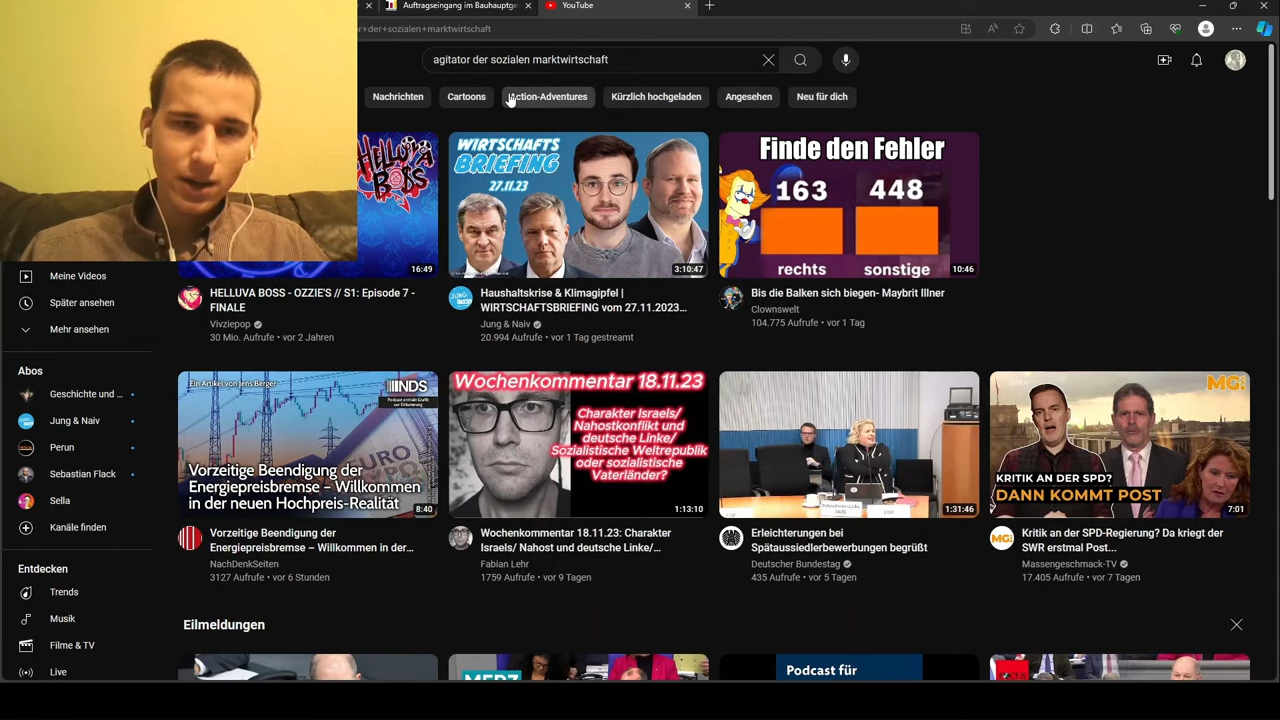 Auftragseingang im Bauhauptge
YouTube
der+sozialen+marktwirtschaft
agitator der sozialen marktwirtschaft
Nachrichten
Cartoons
Action-Adventures
Kürzlich hochgeladen
Angesehen
Neu für dich
HELLUVA BOSS
16:49
WIRTSCHAFTS
BRIEFING
27.11.23
JUNG & NAIV
3:10:47
Finde den Fehler
163
448
rechts
sonstige
10:46
Meine Videos
Später ansehen
Mehr ansehen
HELLUVA BOSS - OZZIE'S // S1: Episode 7 -
FINALE
Vivziepop
30 Mio. Aufrufe • vor 2 Jahren
Haushaltskrise & Klimagipfel |
WIRTSCHAFTSBRIEFING vom 27.11.2023…
Jung & Naiv
20.994 Aufrufe • vor 1 Tag gestreamt
Bis die Balken sich biegen- Maybrit Illner
Clownswelt
104.775 Aufrufe • vor 1 Tag
Abos
Geschichte und ...
Jung & Naiv
Perun
Sebastian Flack
Sella
Kanäle finden
Ein Artikel von Jens Berger
NDS
Vorzeitige Beendigung der
Energiepreisbremse – Willkommen
in der neuen Hochpreis-Realität
8:40
Wochenkommentar 18.11.23
Charakter Israels/
Nahostkonflikt und
deutsche Linke/
Sozialistische Weltrepublik
oder sozialistische
Vaterländer?
1:13:10
FDP
1:31:46
MG!
KRITIK AN DER SPD?
DANN KOMMT POST
7:01
Vorzeitige Beendigung der
Energiepreisbremse – Willkommen in der…
NachDenkSeiten
3127 Aufrufe • vor 6 Stunden
Wochenkommentar 18.11.23: Charakter
Israels/ Nahost und deutsche Linke/…
Fabian Lehr
1759 Aufrufe • vor 9 Tagen
Erleichterungen bei
Spätaussiedlerbewerbungen begrüßt
Deutscher Bundestag
435 Aufrufe • vor 5 Tagen
Kritik an der SPD-Regierung? Da kriegt der
SWR erstmal Post...
Massengeschmack-TV
17.405 Aufrufe • vor 7 Tagen
Entdecken
Trends
Musik
Filme & TV
Live
Eilmeldungen
MERZ
Podcast für